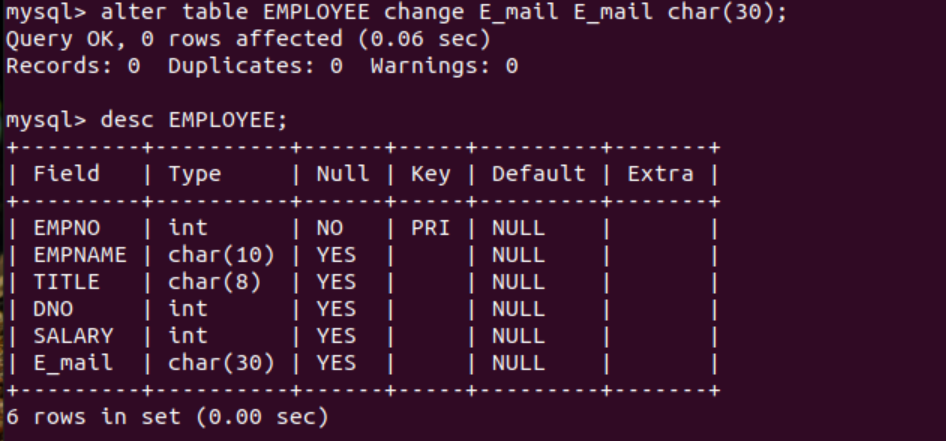 mysql> alter table EMPLOYEE change E_mail E_mail char(30);
Query OK, 0 rows affected (0.06 sec)
Records: 0  Duplicates: 0  Warnings: 0

mysql> desc EMPLOYEE;
+---------+----------+------+-----+---------+-------+
| Field   | Type     | Null | Key | Default | Extra |
+---------+----------+------+-----+---------+-------+
| EMPNO   | int      | NO   | PRI | NULL    |       |
| EMPNAME | char(10) | YES  |     | NULL    |       |
| TITLE   | char(8)  | YES  |     | NULL    |       |
| DNO     | int      | YES  |     | NULL    |       |
| SALARY  | int      | YES  |     | NULL    |       |
| E_mail  | char(30) | YES  |     | NULL    |       |
+---------+----------+------+-----+---------+-------+
6 rows in set (0.00 sec)